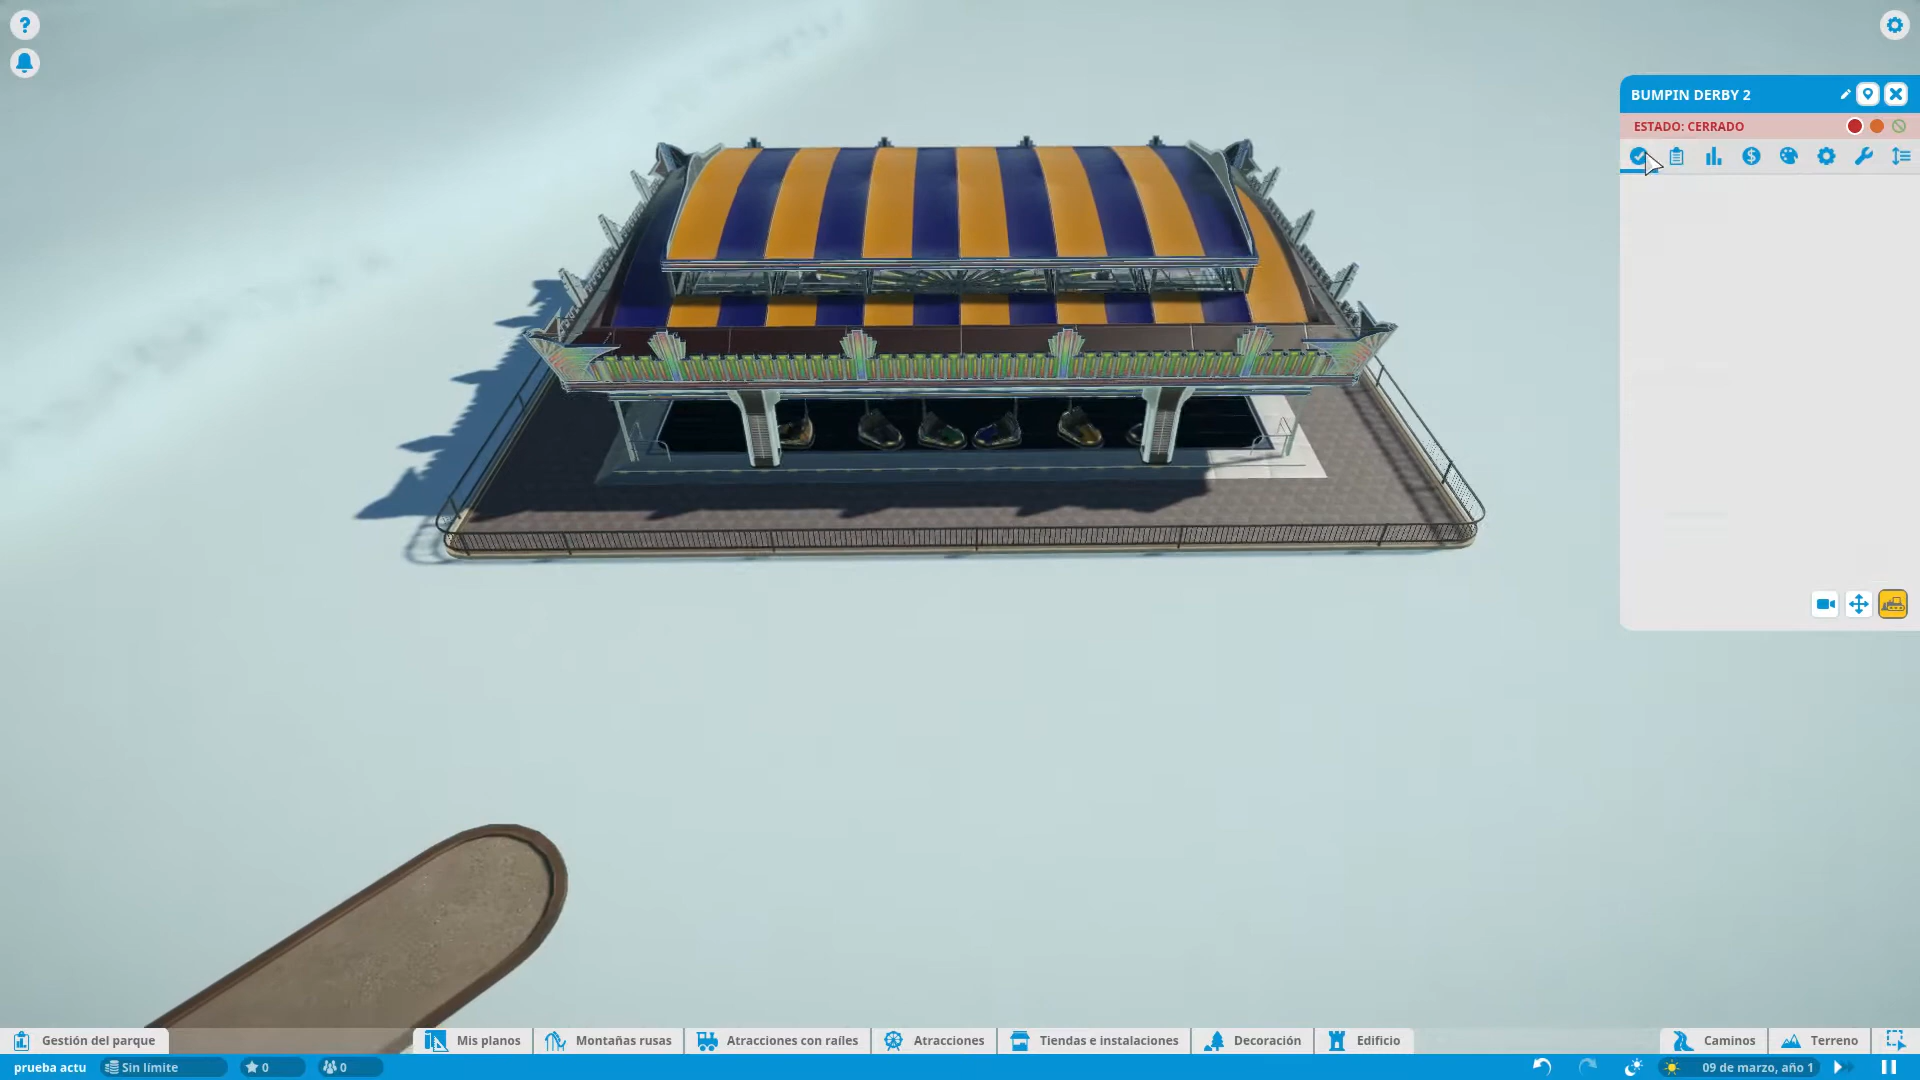 BUMPIN DERBY 2
ESTADO: CERRADO
Gestión del parque
Mis planos
Montañas rusas
Atracciones con raíles
Atracciones
Tiendas e instalaciones
Decoración
Edificio
Caminos
Terreno
prueba actu
Sin límite
0
0
09 de marzo, año 1